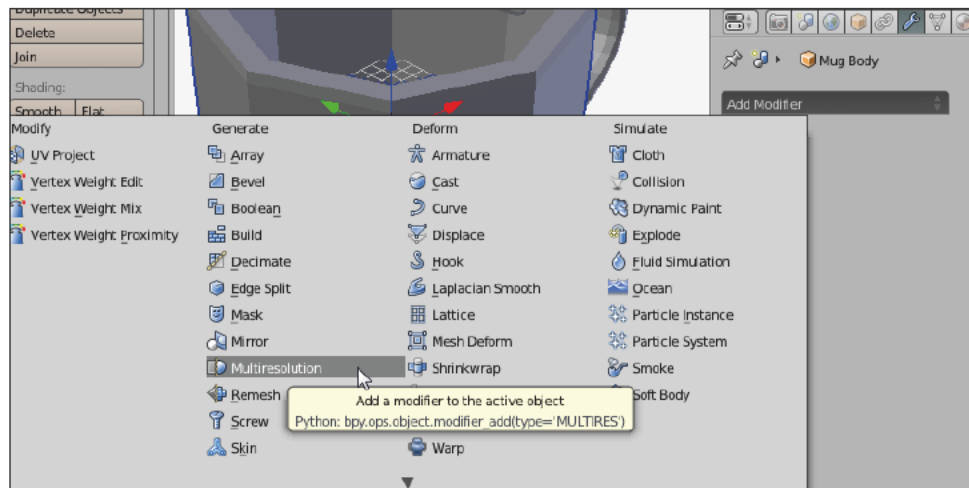 Duplicate Objects
Delete
Join
Shading:
Smooth Flat
Mug Body
Add Modifier
Modify
UV Project
Vertex Weight Edit
Vertex Weight Mix
Vertex Weight Proximity
Generate
Array
Bevel
Boolean
Build
Decimate
Edge Split
Mask
Mirror
Multiresolution
Remesh
Screw
Skin
Deform
Armature
Cast
Curve
Displace
Hook
Laplacian Smooth
Lattice
Mesh Deform
Shrinkwrap
Warp
Simulate
Cloth
Collision
Dynamic Paint
Explode
Fluid Simulation
Ocean
Particle Instance
Particle System
Smoke
Soft Body
Add a modifier to the active object
Python: bpy.ops.object.modifier_add(type='MULTIRES')